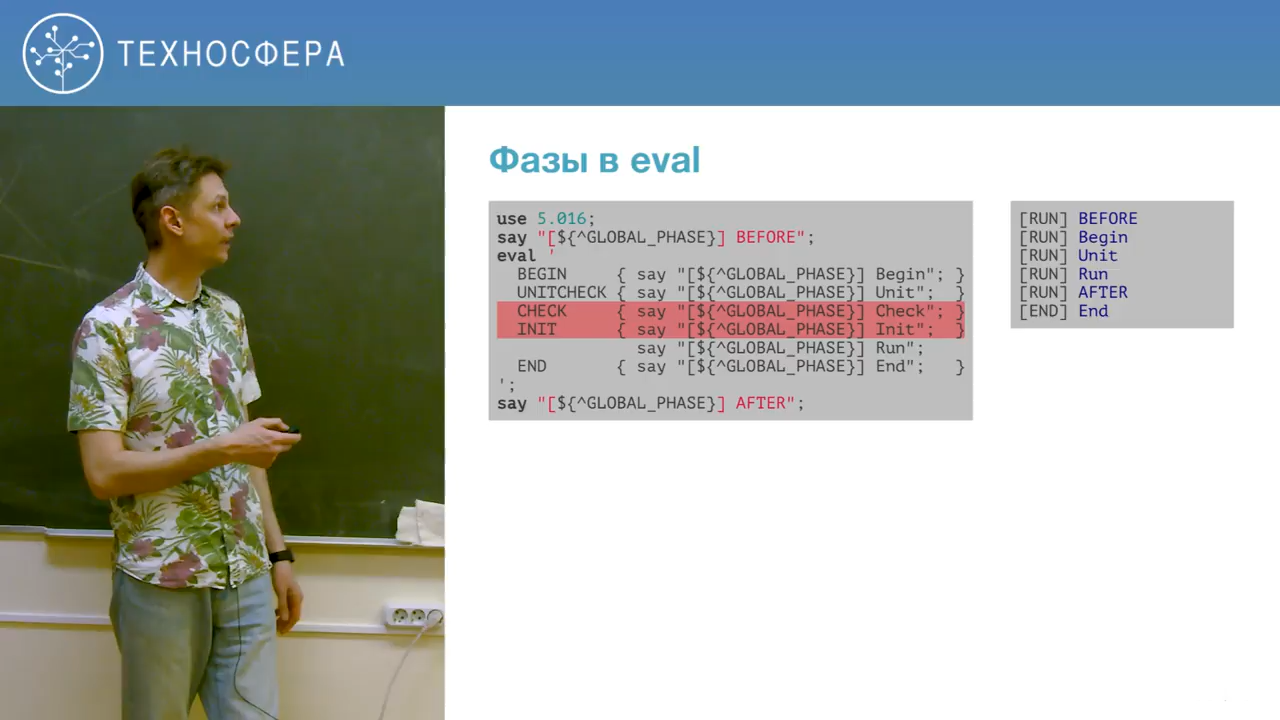 ТЕХНОСФЕРА
Фазы в eval
use 5.016;
say "[${^GLOBAL_PHASE}] BEFORE";
eval '
BEGIN { say "[${^GLOBAL_PHASE}] Begin"; }
UNITCHECK { say "[${^GLOBAL_PHASE}] Unit"; }
CHECK { say "[${^GLOBAL_PHASE}] Check"; }
INIT { say "[${^GLOBAL_PHASE}] Init"; }
say "[${^GLOBAL_PHASE}] Run";
END { say "[${^GLOBAL_PHASE}] End"; }
';
say "[${^GLOBAL_PHASE}] AFTER";
[RUN] BEFORE
[RUN] Begin
[RUN] Unit
[RUN] Run
[RUN] AFTER
[END] End